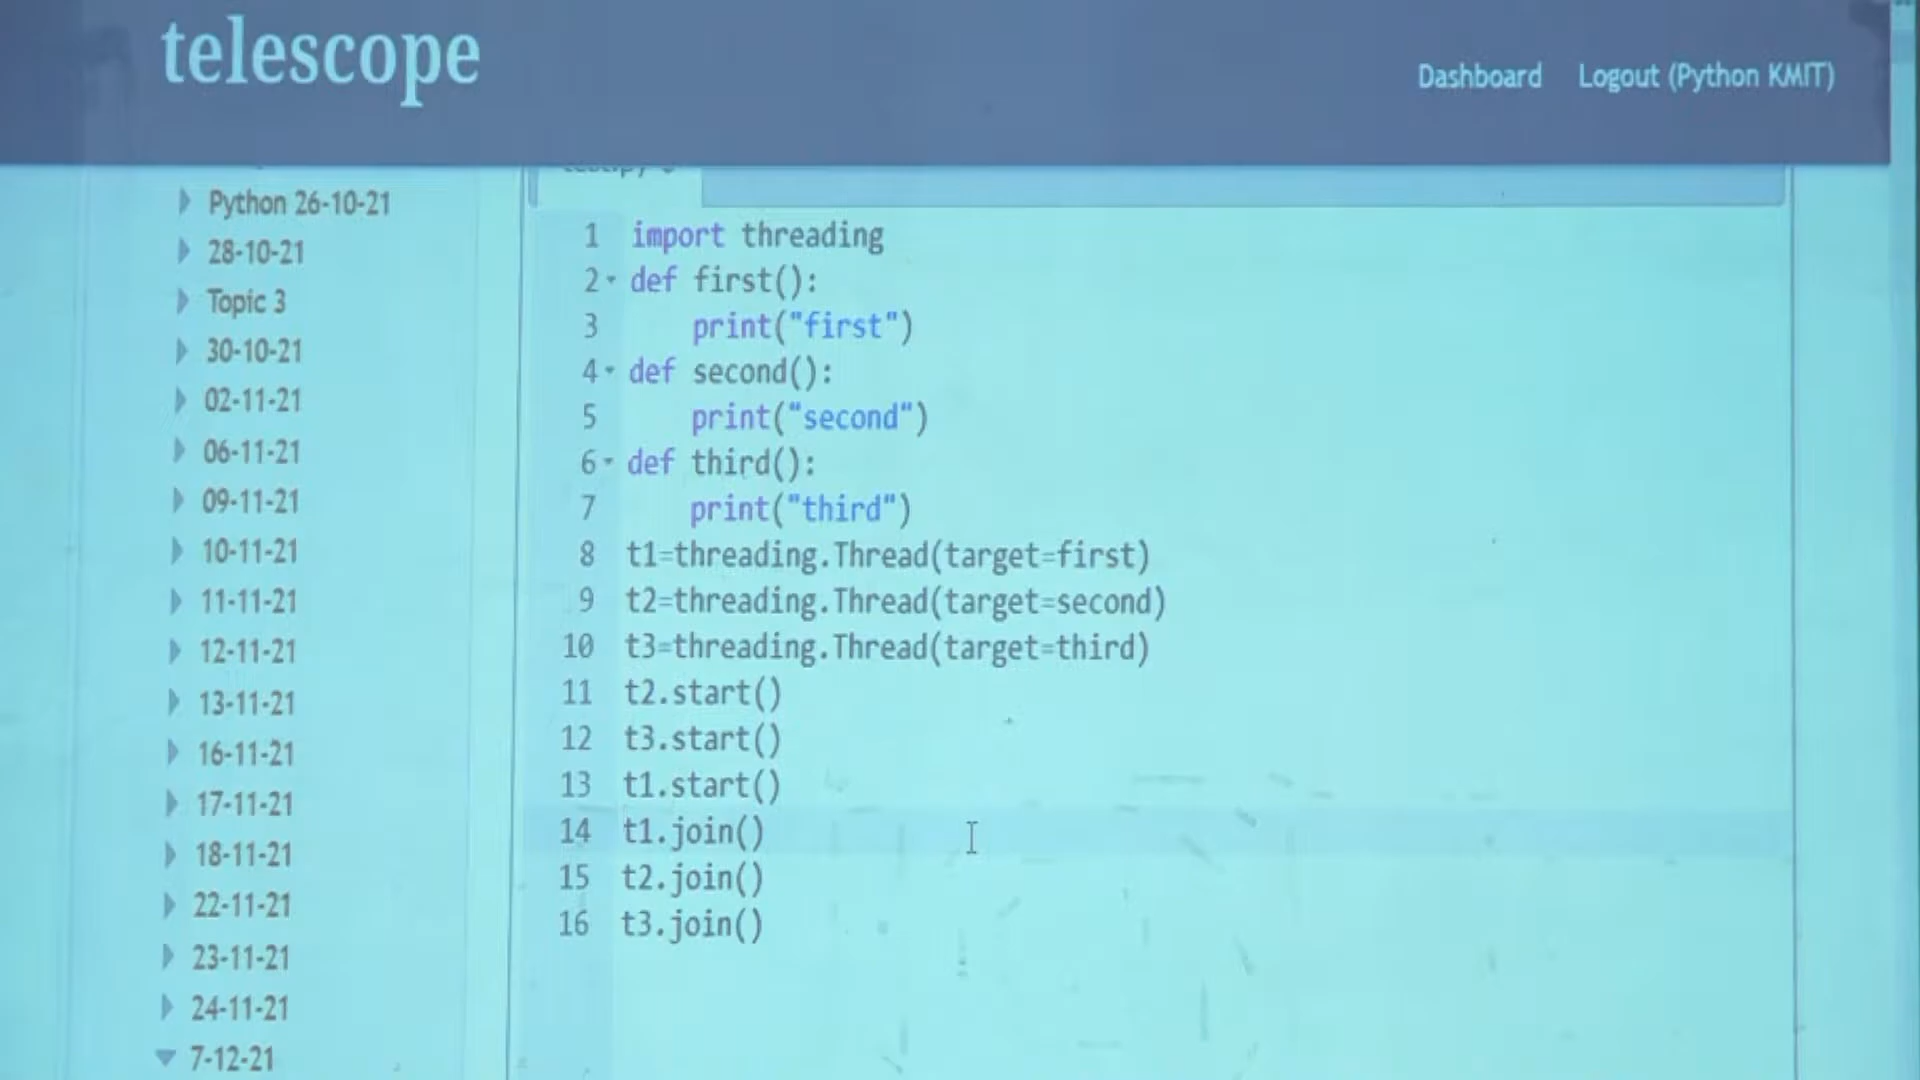 telescope
Dashboard Logout (Python KMIT)
Python 26-10-21
28-10-21
Topic 3
30-10-21
02-11-21
06-11-21
09-11-21
10-11-21
11-11-21
12-11-21
13-11-21
16-11-21
17-11-21
18-11-21
22-11-21
23-11-21
24-11-21
7-12-21
1 import threading
2 def first():
3 print("first")
4 def second():
5 print("second")
6 def third():
7 print("third")
8 t1=threading.Thread(target=first)
9 t2=threading.Thread(target=second)
10 t3=threading.Thread(target=third)
11 t2.start()
12 t3.start()
13 t1.start()
14 t1.join()
15 t2.join()
16 t3.join()